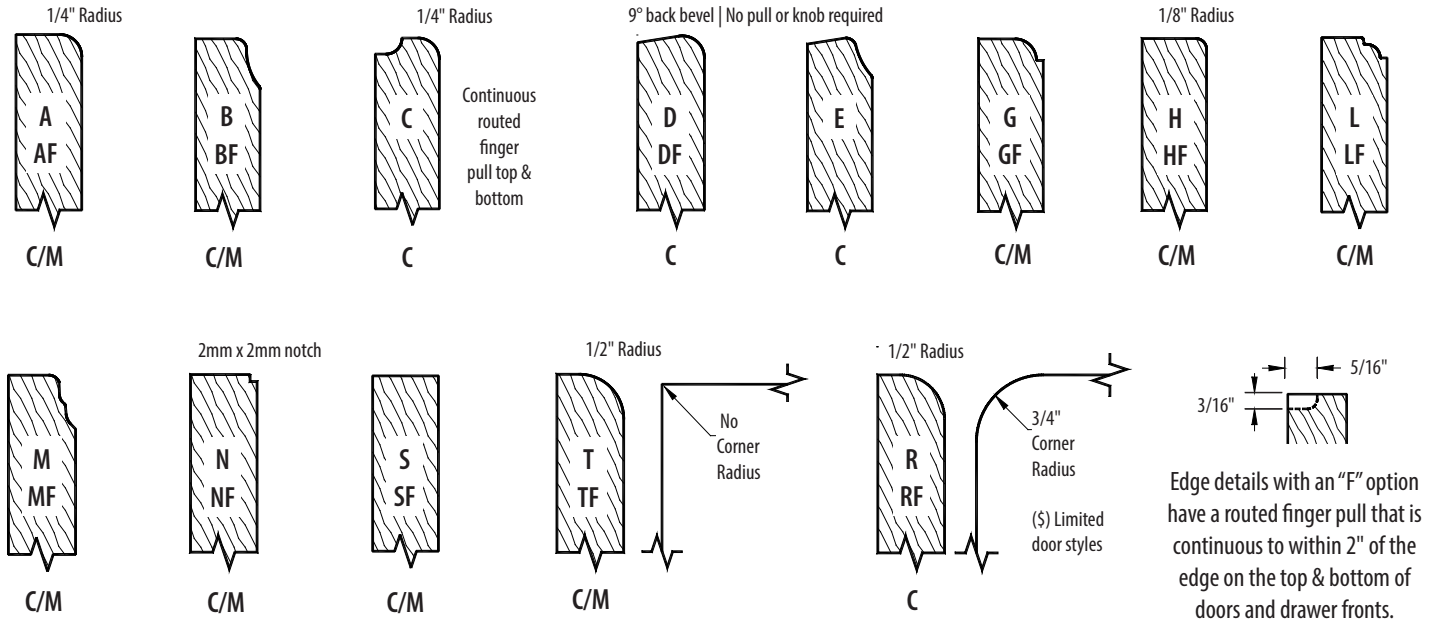 1/4" Radius
1/4" Radius
9° back bevel | No pull or knob required
1/8" Radius
A
AF
C/M
B
BF
C/M
C
Continuous
routed
finger
pull top &
bottom
C
D
DF
C
E
C
G
GF
C/M
H
HF
C/M
L
LF
C/M
M
MF
C/M
2mm x 2mm notch
N
NF
C/M
S
SF
C/M
1/2" Radius
T
TF
C/M
No
Corner
Radius
1/2" Radius
R
RF
C
3/4"
Corner
Radius
($) Limited
door styles
5/16"
3/16"
Edge details with an “F” option
have a routed finger pull that is
continuous to within 2" of the
edge on the top & bottom of
doors and drawer fronts.